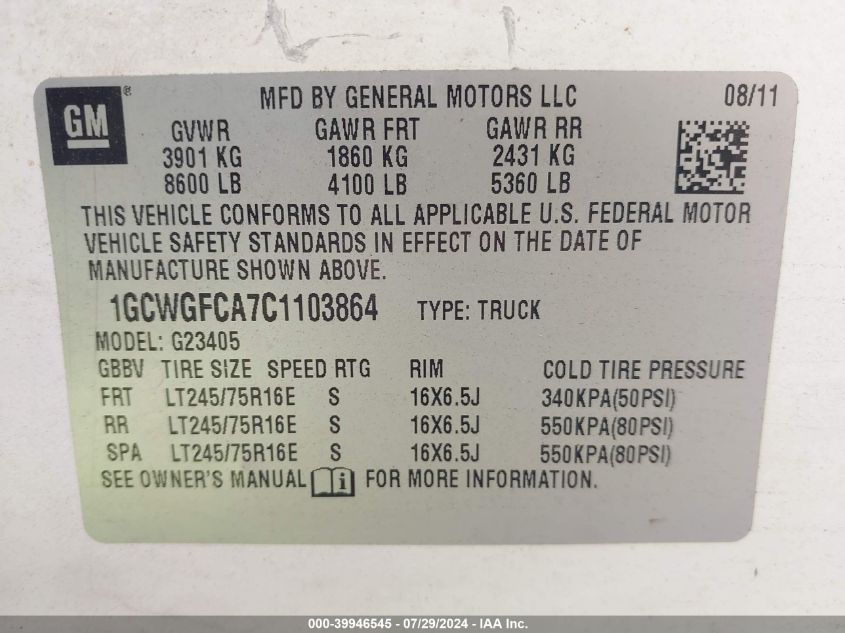 GM ® MFD BY GENERAL MOTORS LLC 08/11
GVWR GAWR FRT GAWR RR
3901 KG 1860 KG 2431 KG
8600 LB 4100 LB 5360 LB
THIS VEHICLE CONFORMS TO ALL APPLICABLE U.S. FEDERAL MOTOR
VEHICLE SAFETY STANDARDS IN EFFECT ON THE DATE OF
MANUFACTURE SHOWN ABOVE.
1GCWGFCA7C1103864 TYPE: TRUCK
MODEL: G23405
GBBV TIRE SIZE SPEED RTG RIM COLD TIRE PRESSURE
FRT LT245/75R16E S 16X6.5J 340KPA(50PSI)
RR LT245/75R16E S 16X6.5J 550KPA(80PSI)
SPA LT245/75R16E S 16X6.5J 550KPA(80PSI)
SEE OWNER'S MANUAL i FOR MORE INFORMATION.
000-39946545 - 07/29/2024 - IAA Inc.